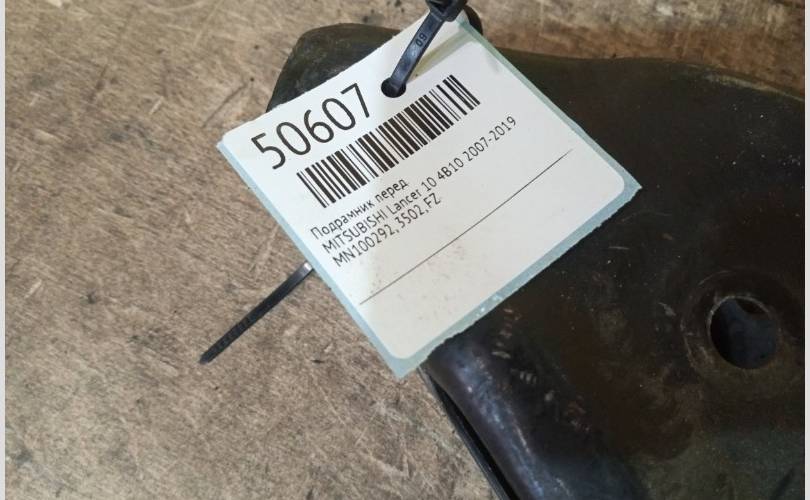 50607
Подрамник перед.
MITSUBISHI Lancer 10 4B10 2007-2019
MN100292,3502,FZ